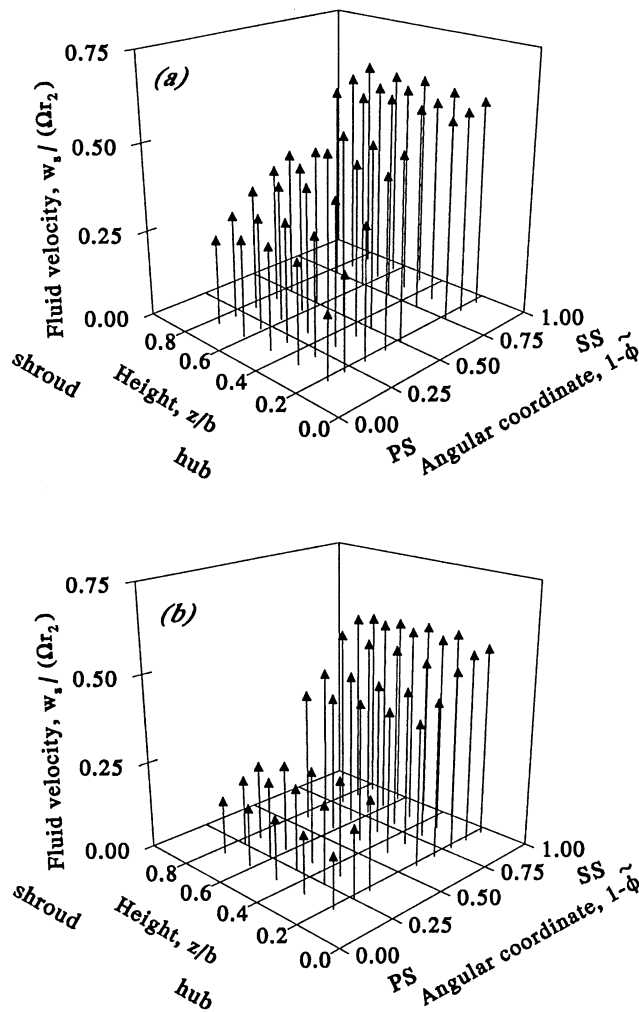 0.75
(a)
0.50
0.25
0.00
Fluid velocity, wₛ/(Ωr₂)
0.8
0.6
0.4
0.2
0.0
shroud
Height, z/b
hub
0.00
0.25
0.50
0.75
1.00
PS
SS
Angular coordinate, 1-φ̃
0.75
(b)
0.50
0.25
0.00
Fluid velocity, wₛ/(Ωr₂)
0.8
0.6
0.4
0.2
0.0
shroud
Height, z/b
hub
0.00
0.25
0.50
0.75
1.00
PS
SS
Angular coordinate, 1-φ̃